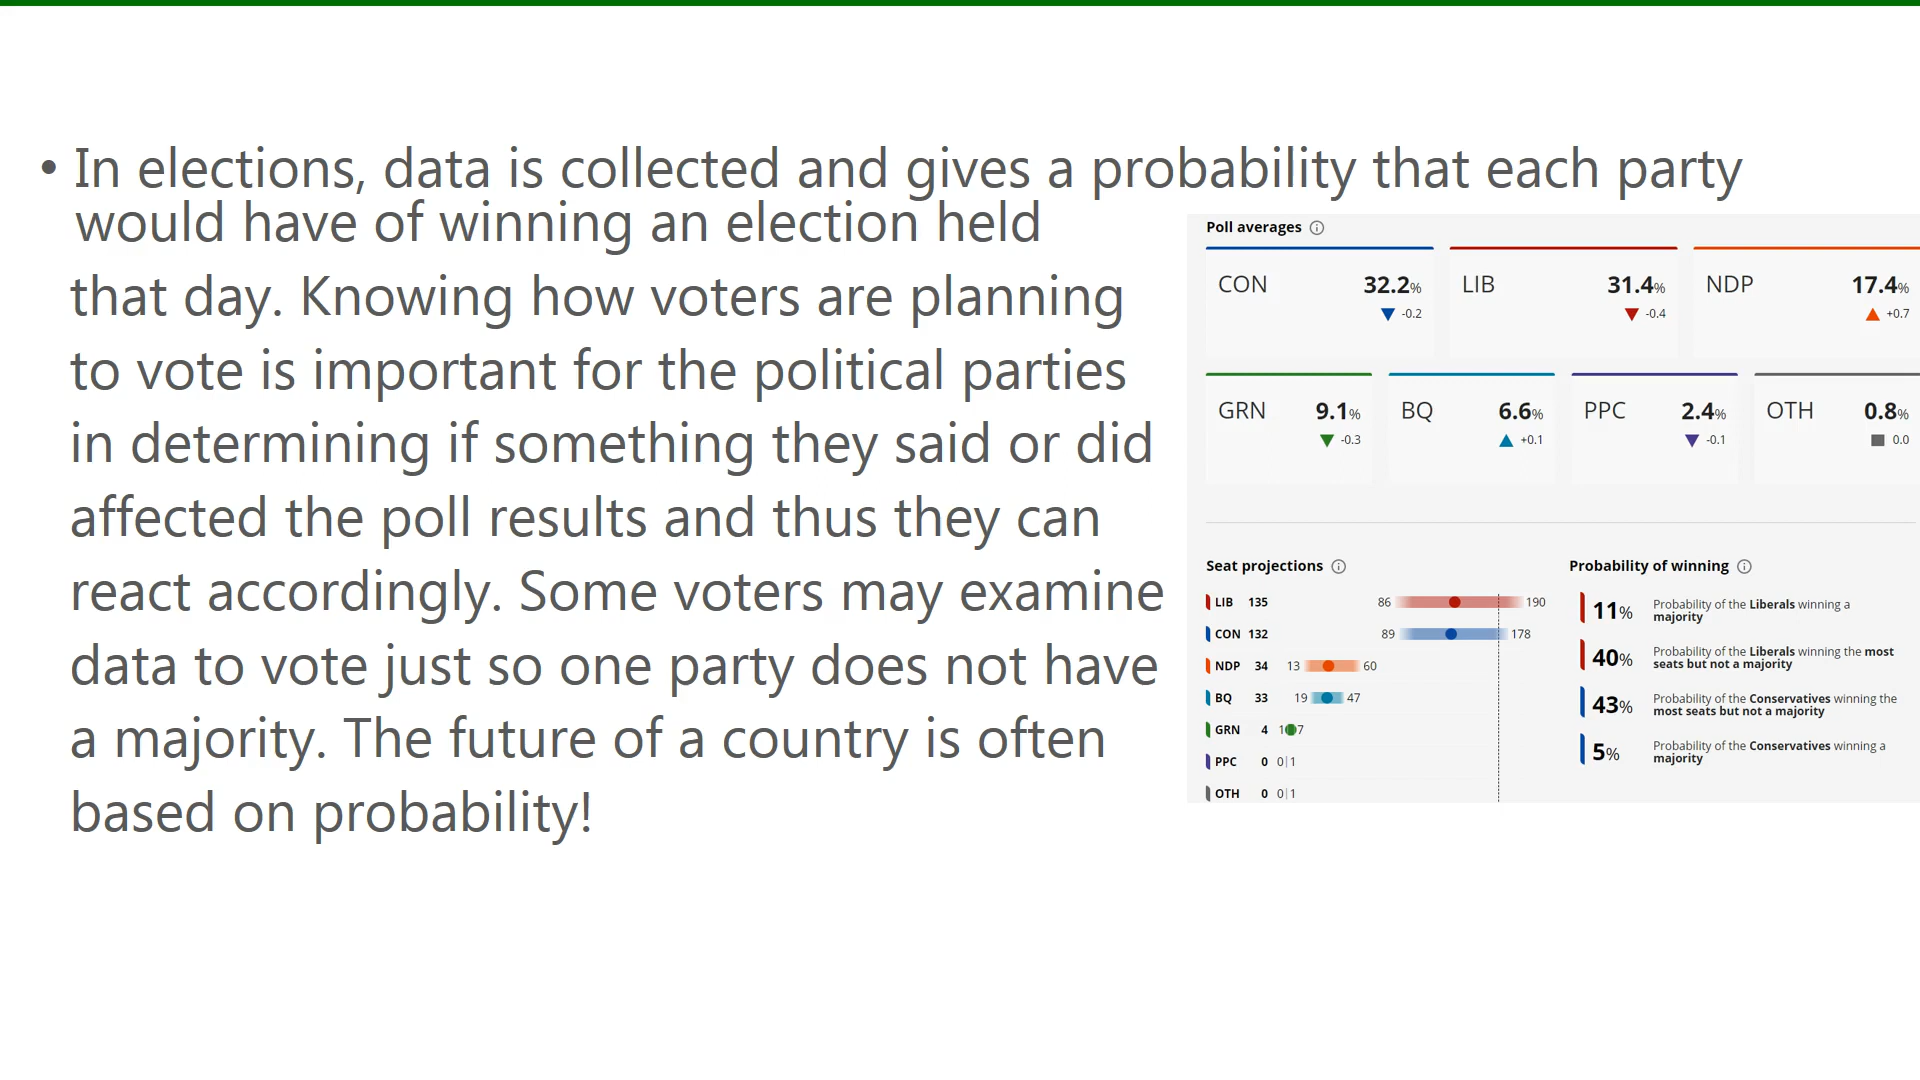 • In elections, data is collected and gives a probability that each party
would have of winning an election held
that day. Knowing how voters are planning
to vote is important for the political parties
in determining if something they said or did
affected the poll results and thus they can
react accordingly. Some voters may examine
data to vote just so one party does not have
a majority. The future of a country is often
based on probability!
Poll averages
CON 32.2% LIB 31.4% NDP 17.4%
▼ -0.2 ▼ -0.4 ▲ +0.7
GRN 9.1% BQ 6.6% PPC 2.4% OTH 0.8%
▼ -0.3 ▲ +0.1 ▼ -0.1 ■ 0.0
Seat projections
LIB 135 86 190
CON 132 89 178
NDP 34 13 60
BQ 33 19 47
GRN 4 1 7
PPC 0 0|1
OTH 0 0|1
Probability of winning
11% Probability of the Liberals winning a
majority
40% Probability of the Liberals winning the most
seats but not a majority
43% Probability of the Conservatives winning the
most seats but not a majority
5% Probability of the Conservatives winning a
majority